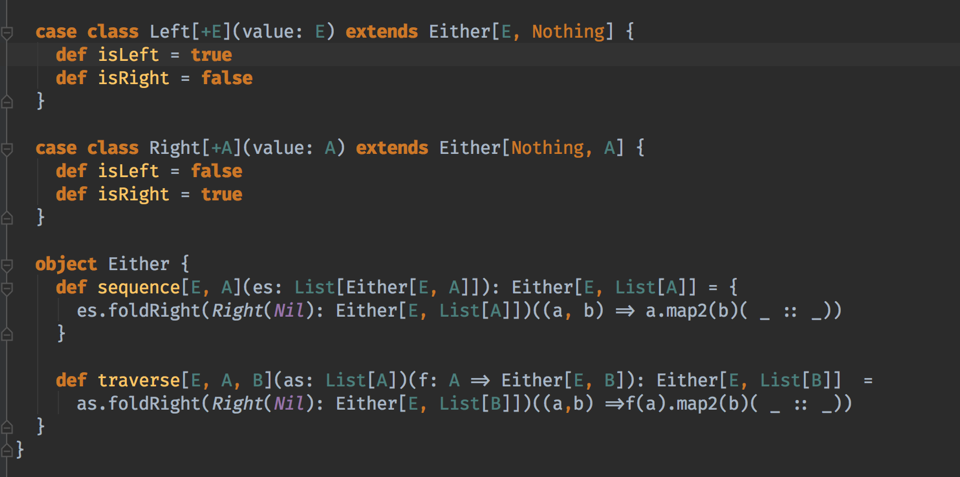 case class Left[+E](value: E) extends Either[E, Nothing] {
  def isLeft = true
  def isRight = false
}
case class Right[+A](value: A) extends Either[Nothing, A] {
  def isLeft = false
  def isRight = true
}
object Either {
  def sequence[E, A](es: List[Either[E, A]]): Either[E, List[A]] = {
    es.foldRight(Right(Nil): Either[E, List[A]])((a, b) => a.map2(b)( _ :: _))
  }
  def traverse[E, A, B](as: List[A])(f: A => Either[E, B]): Either[E, List[B]]  =
    as.foldRight(Right(Nil): Either[E, List[B]])((a,b) =>f(a).map2(b)( _ :: _))
  }
}